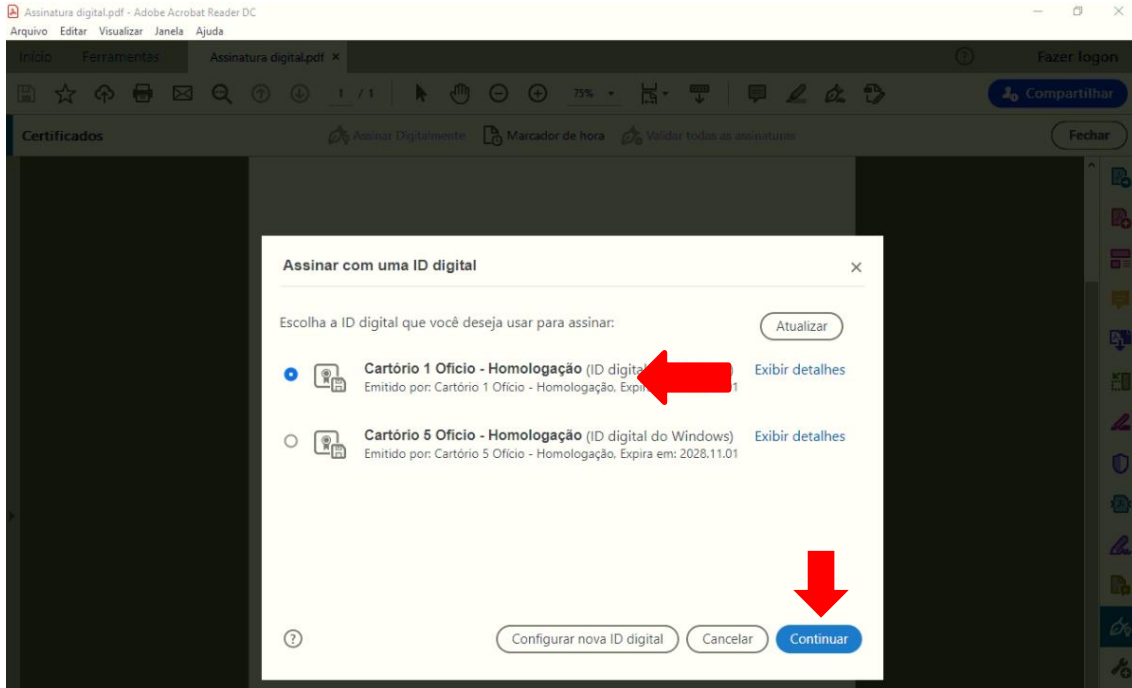 Assinatura digital.pdf - Adobe Acrobat Reader DC
Arquivo Editar Visualizar Janela Ajuda
Início Ferramentas Assinatura digital.pdf × Fazer logon
1 / 1 75% Compartilhar
Certificados Assinar Digitalmente Marcador de hora Validar todas as assinaturas Fechar
Assinar com uma ID digital
Escolha a ID digital que você deseja usar para assinar: Atualizar
Cartório 1 Ofício - Homologação (ID digital Exibir detalhes
Emitido por: Cartório 1 Ofício - Homologação,
Cartório 5 Ofício - Homologação (ID digital do Windows) Exibir detalhes
Emitido por: Cartório 5 Ofício - Homologação, Expira em: 2028.11.01
Configurar nova ID digital Cancelar Continuar